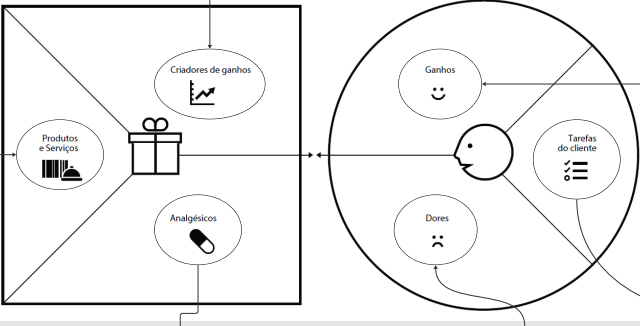 Criadores de ganhos
Produtos
e Serviços
Analgésicos
Ganhos
Tarefas
do cliente
Dores